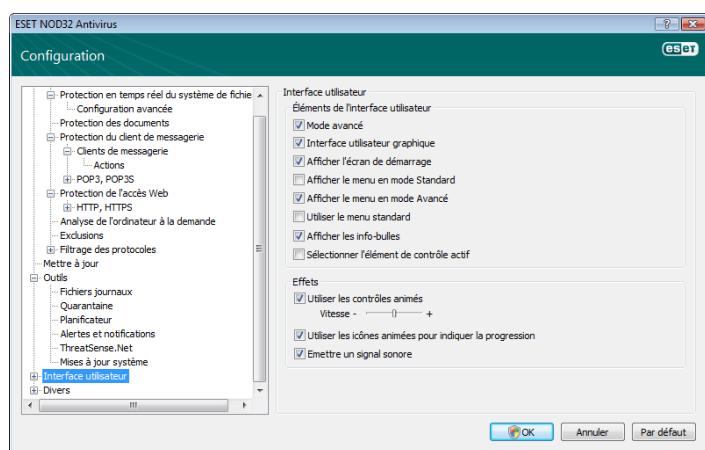 ESET NOD32 Antivirus
Configuration
eset
Protection en temps réel du système de fichie
Configuration avancée
Protection des documents
Protection du client de messagerie
Clients de messagerie
Actions
POP3, POP3S
Protection de l'accès Web
HTTP, HTTPS
Analyse de l'ordinateur à la demande
Exclusions
Filtrage des protocoles
Mettre à jour
Outils
Fichiers journaux
Quarantaine
Planificateur
Alertes et notifications
ThreatSense.Net
Mises à jour système
Interface utilisateur
Divers
Interface utilisateur
Éléments de l'interface utilisateur
Mode avancé
Interface utilisateur graphique
Afficher l'écran de démarrage
Afficher le menu en mode Standard
Afficher le menu en mode Avancé
Utiliser le menu standard
Afficher les info-bulles
Sélectionner l'élément de contrôle actif
Effets
Utiliser les contrôles animés
Vitesse - +
Utiliser les icônes animées pour indiquer la progression
Emettre un signal sonore
OK Annuler Par défaut